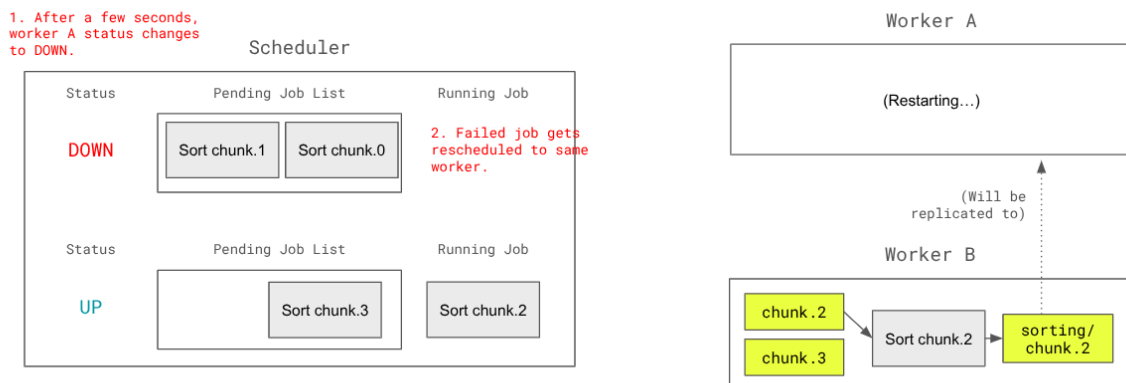 1. After a few seconds,
worker A status changes
to DOWN.
Scheduler
Status
Pending Job List
Running Job
DOWN
Sort chunk.1
Sort chunk.0
2. Failed job gets
rescheduled to same
worker.
Status
Pending Job List
Running Job
UP
Sort chunk.3
Sort chunk.2
Worker A
(Restarting…)
(Will be
replicated to)
Worker B
chunk.2
chunk.3
Sort chunk.2
sorting/
chunk.2